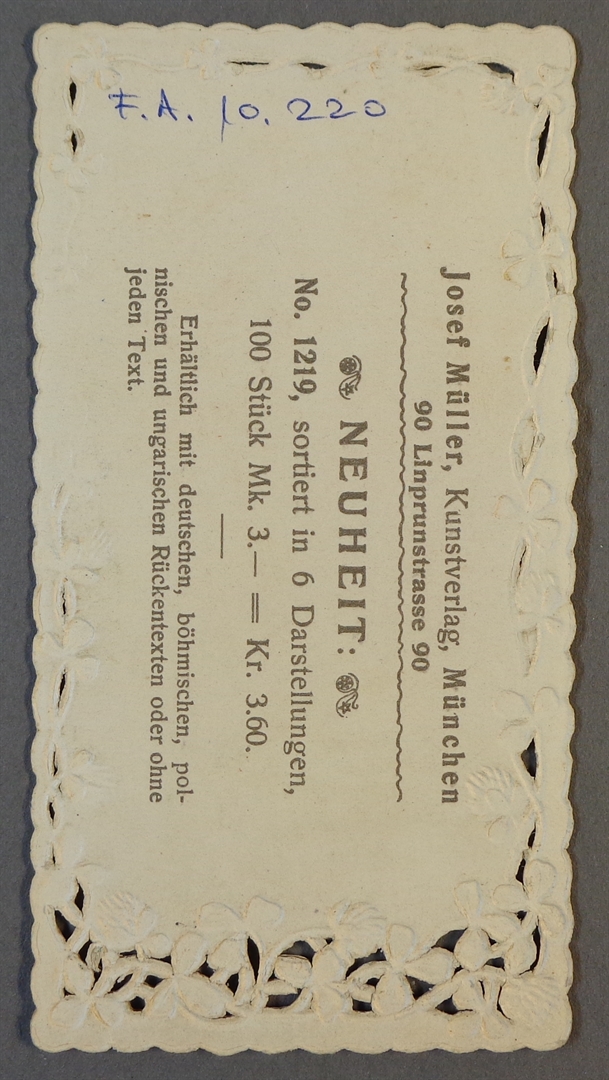 F.A. 10.220
Josef Müller, Kunstverlag, München
90 Linprunstrasse 90
NEUHEIT:
No. 1219, sortiert in 6 Darstellungen,
100 Stück Mk. 3.— = Kr. 3.60.
Erhältlich mit deutschen, böhmischen, pol-
nischen und ungarischen Rückentexten oder ohne
jeden Text.